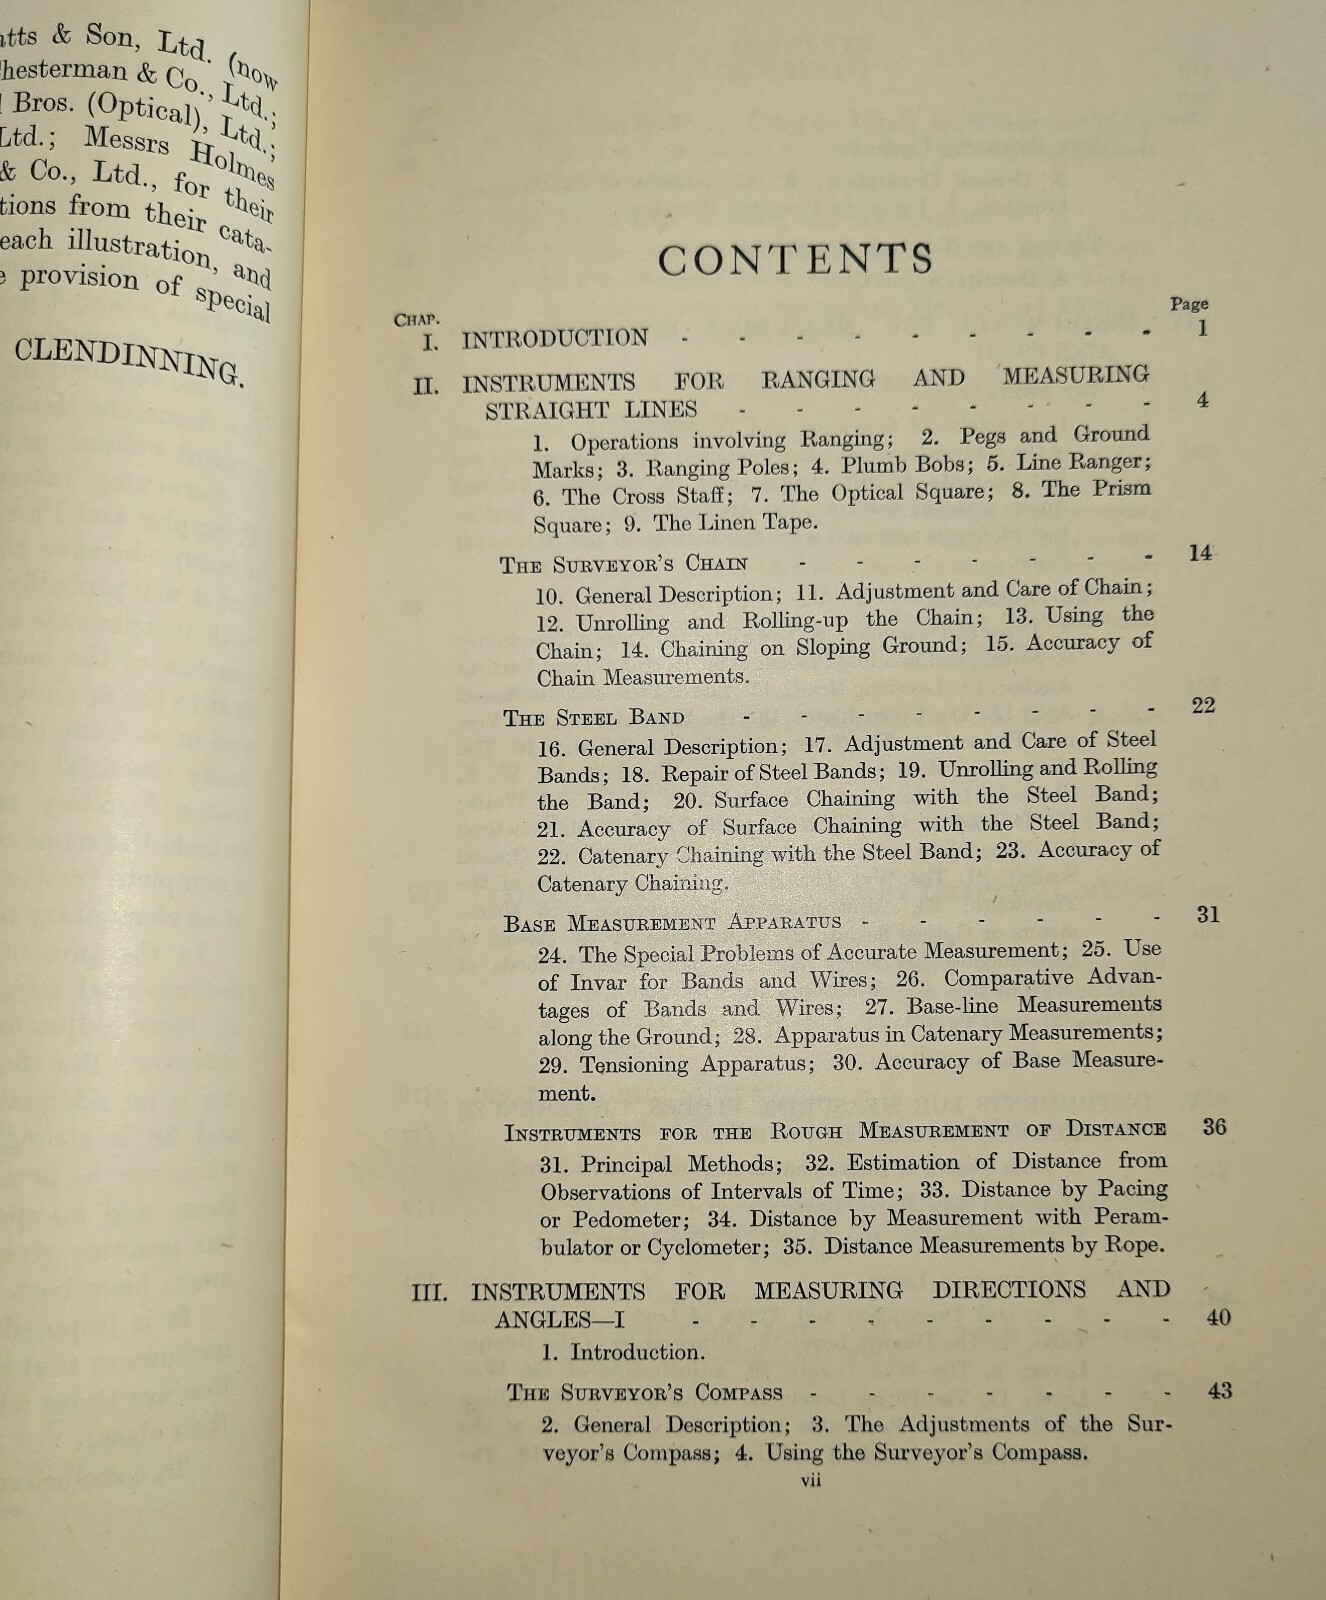 & Son, Ltd. (now
hesterman & Co., Ltd.;
Bros. (Optical), Ltd.;
Ltd.; Messrs Holmes
& Co., Ltd., for their
tions from their cata-
each illustration, and
provision of special
CLENDINNING.
CONTENTS
CHAP. Page
I. INTRODUCTION - - - - - - - - - 1
II. INSTRUMENTS FOR RANGING AND MEASURING
STRAIGHT LINES - - - - - - - - 4
1. Operations involving Ranging; 2. Pegs and Ground
Marks; 3. Ranging Poles; 4. Plumb Bobs; 5. Line Ranger;
6. The Cross Staff; 7. The Optical Square; 8. The Prism
Square; 9. The Linen Tape.
THE SURVEYOR'S CHAIN - - - - - - - 14
10. General Description; 11. Adjustment and Care of Chain;
12. Unrolling and Rolling-up the Chain; 13. Using the
Chain; 14. Chaining on Sloping Ground; 15. Accuracy of
Chain Measurements.
THE STEEL BAND - - - - - - - - 22
16. General Description; 17. Adjustment and Care of Steel
Bands; 18. Repair of Steel Bands; 19. Unrolling and Rolling
the Band; 20. Surface Chaining with the Steel Band;
21. Accuracy of Surface Chaining with the Steel Band;
22. Catenary Chaining with the Steel Band; 23. Accuracy of
Catenary Chaining.
BASE MEASUREMENT APPARATUS - - - - - - 31
24. The Special Problems of Accurate Measurement; 25. Use
of Invar for Bands and Wires; 26. Comparative Advan-
tages of Bands and Wires; 27. Base-line Measurements
along the Ground; 28. Apparatus in Catenary Measurements;
29. Tensioning Apparatus; 30. Accuracy of Base Measure-
ment.
INSTRUMENTS FOR THE ROUGH MEASUREMENT OF DISTANCE 36
31. Principal Methods; 32. Estimation of Distance from
Observations of Intervals of Time; 33. Distance by Pacing
or Pedometer; 34. Distance by Measurement with Peram-
bulator or Cyclometer; 35. Distance Measurements by Rope.
III. INSTRUMENTS FOR MEASURING DIRECTIONS AND
ANGLES—I - - - - - - - - - 40
1. Introduction.
THE SURVEYOR'S COMPASS - - - - - - - 43
2. General Description; 3. The Adjustments of the Sur-
veyor's Compass; 4. Using the Surveyor's Compass.
vii